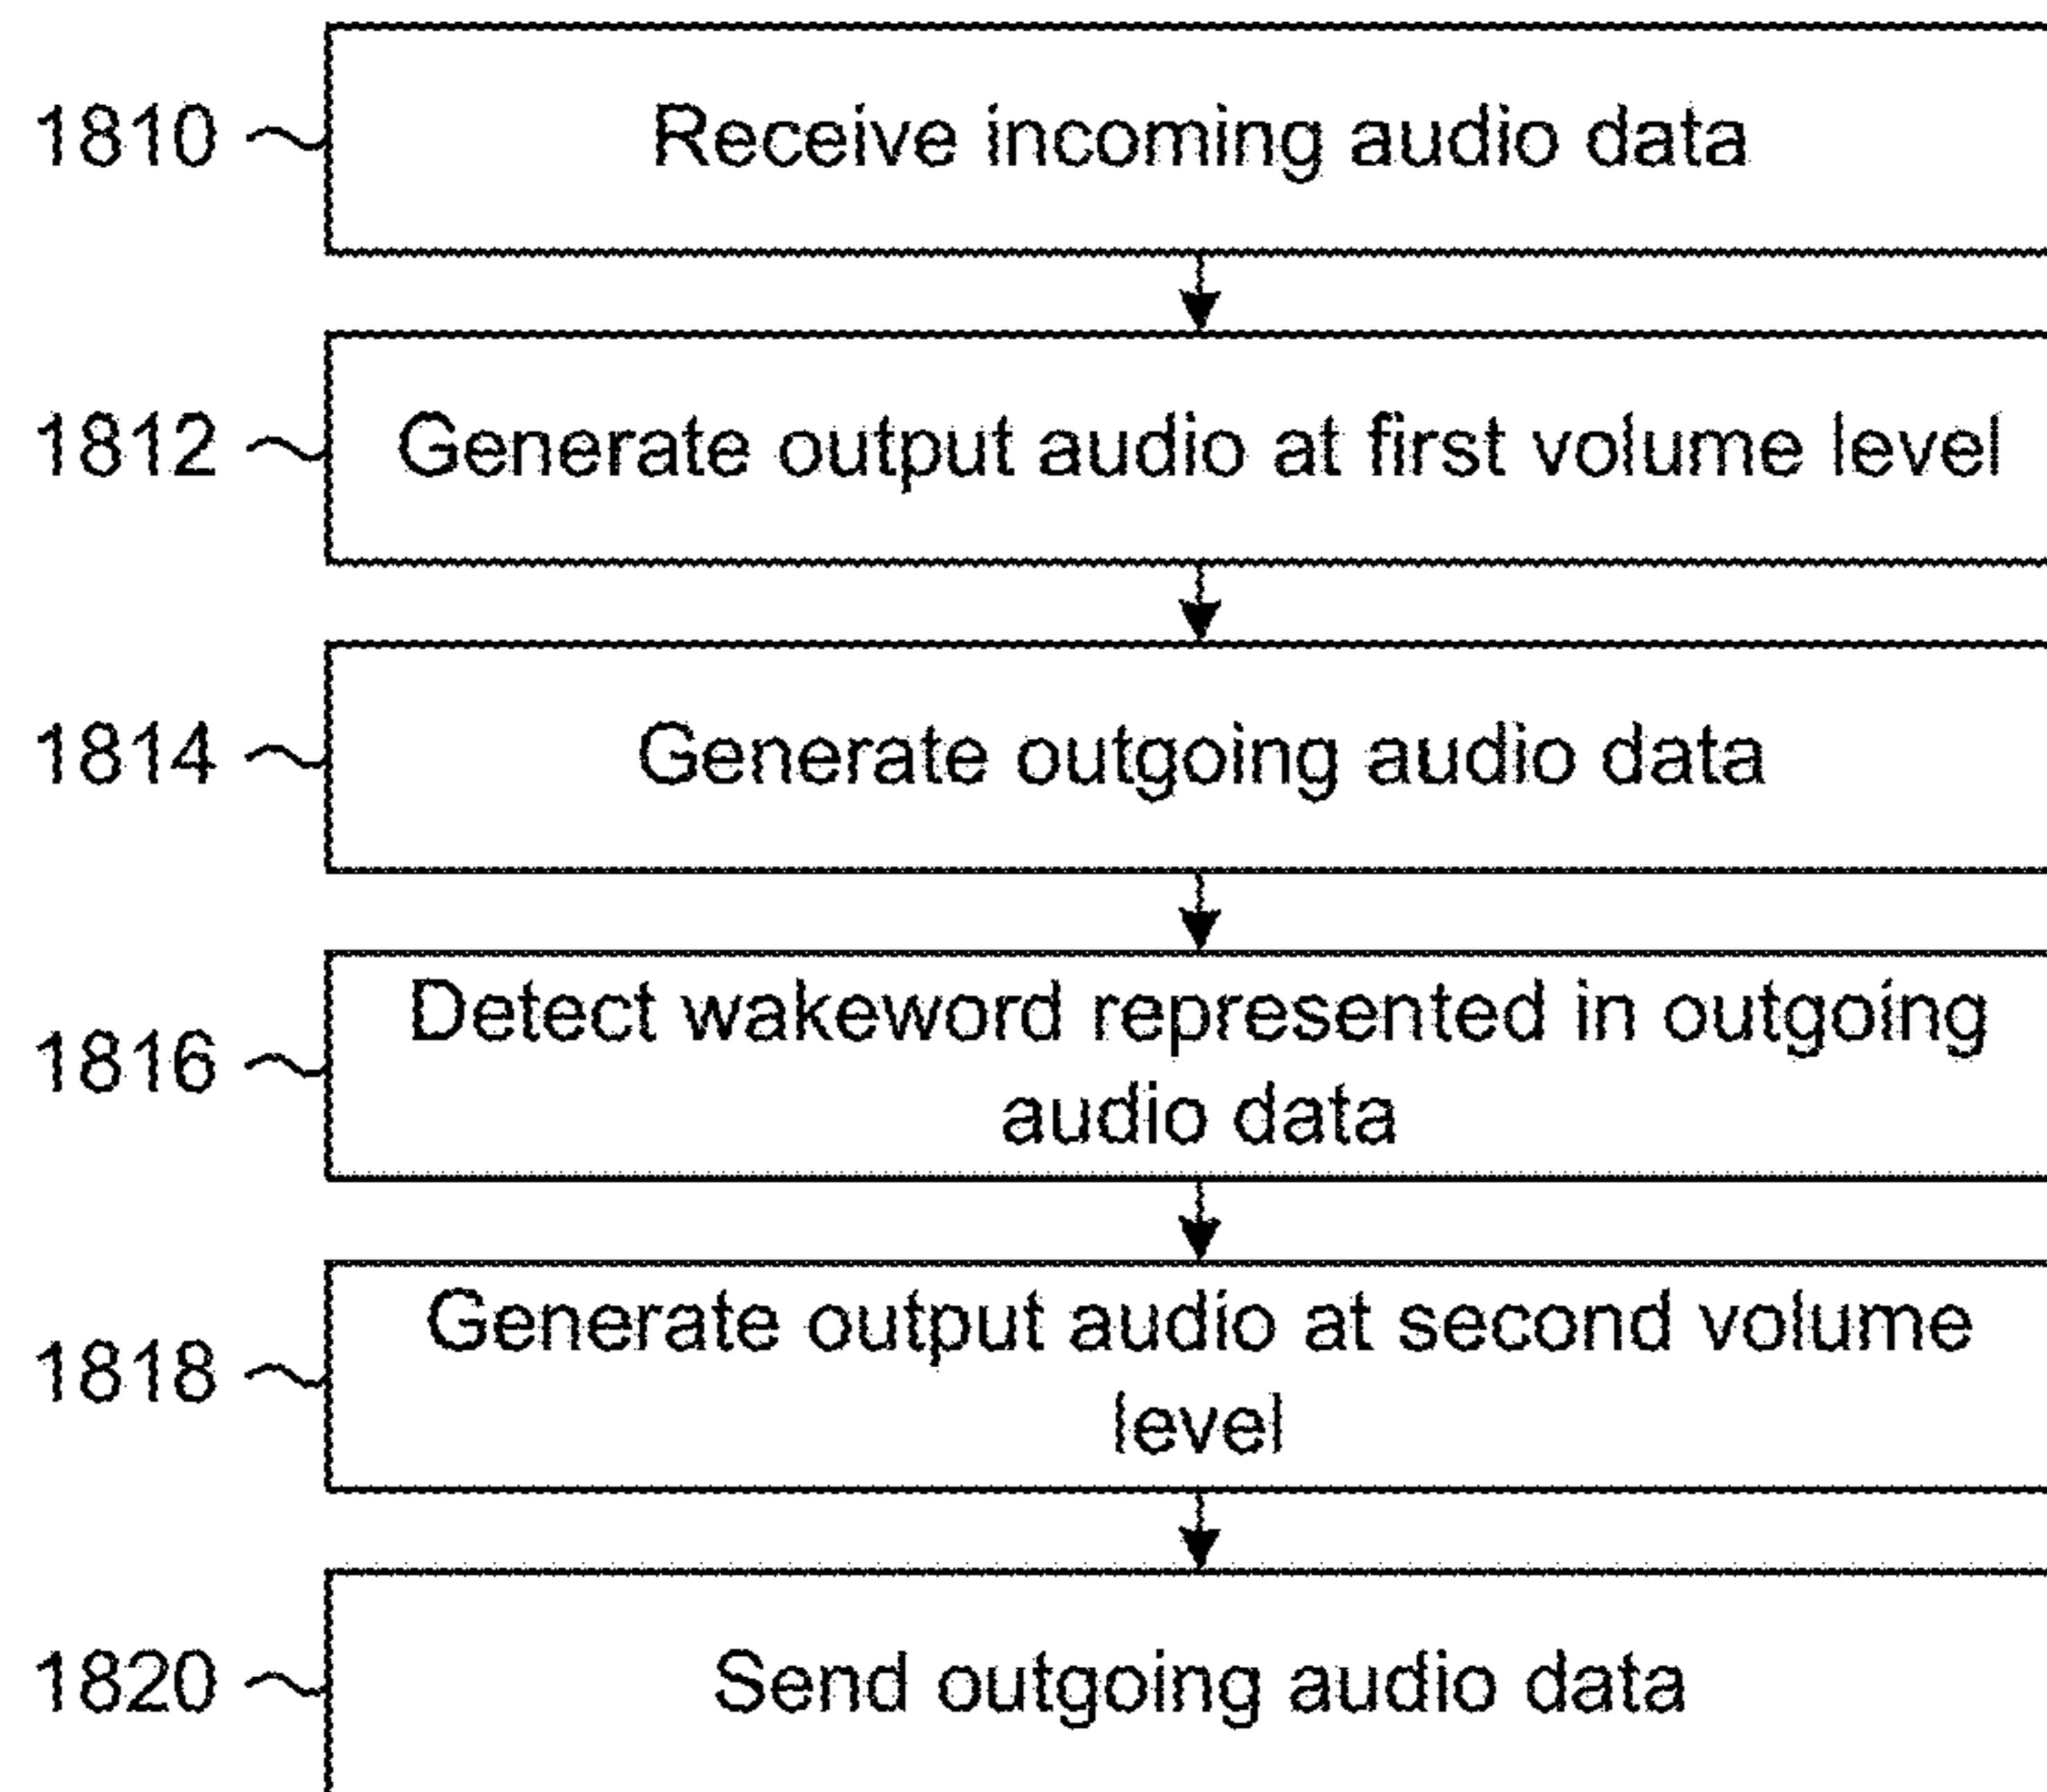 1810 Receive incoming audio data
1812 Generate output audio at first volume level
1814 Generate outgoing audio data
1816 Detect wakeword represented in outgoing
audio data
1818 Generate output audio at second volume
level
1820 Send outgoing audio data